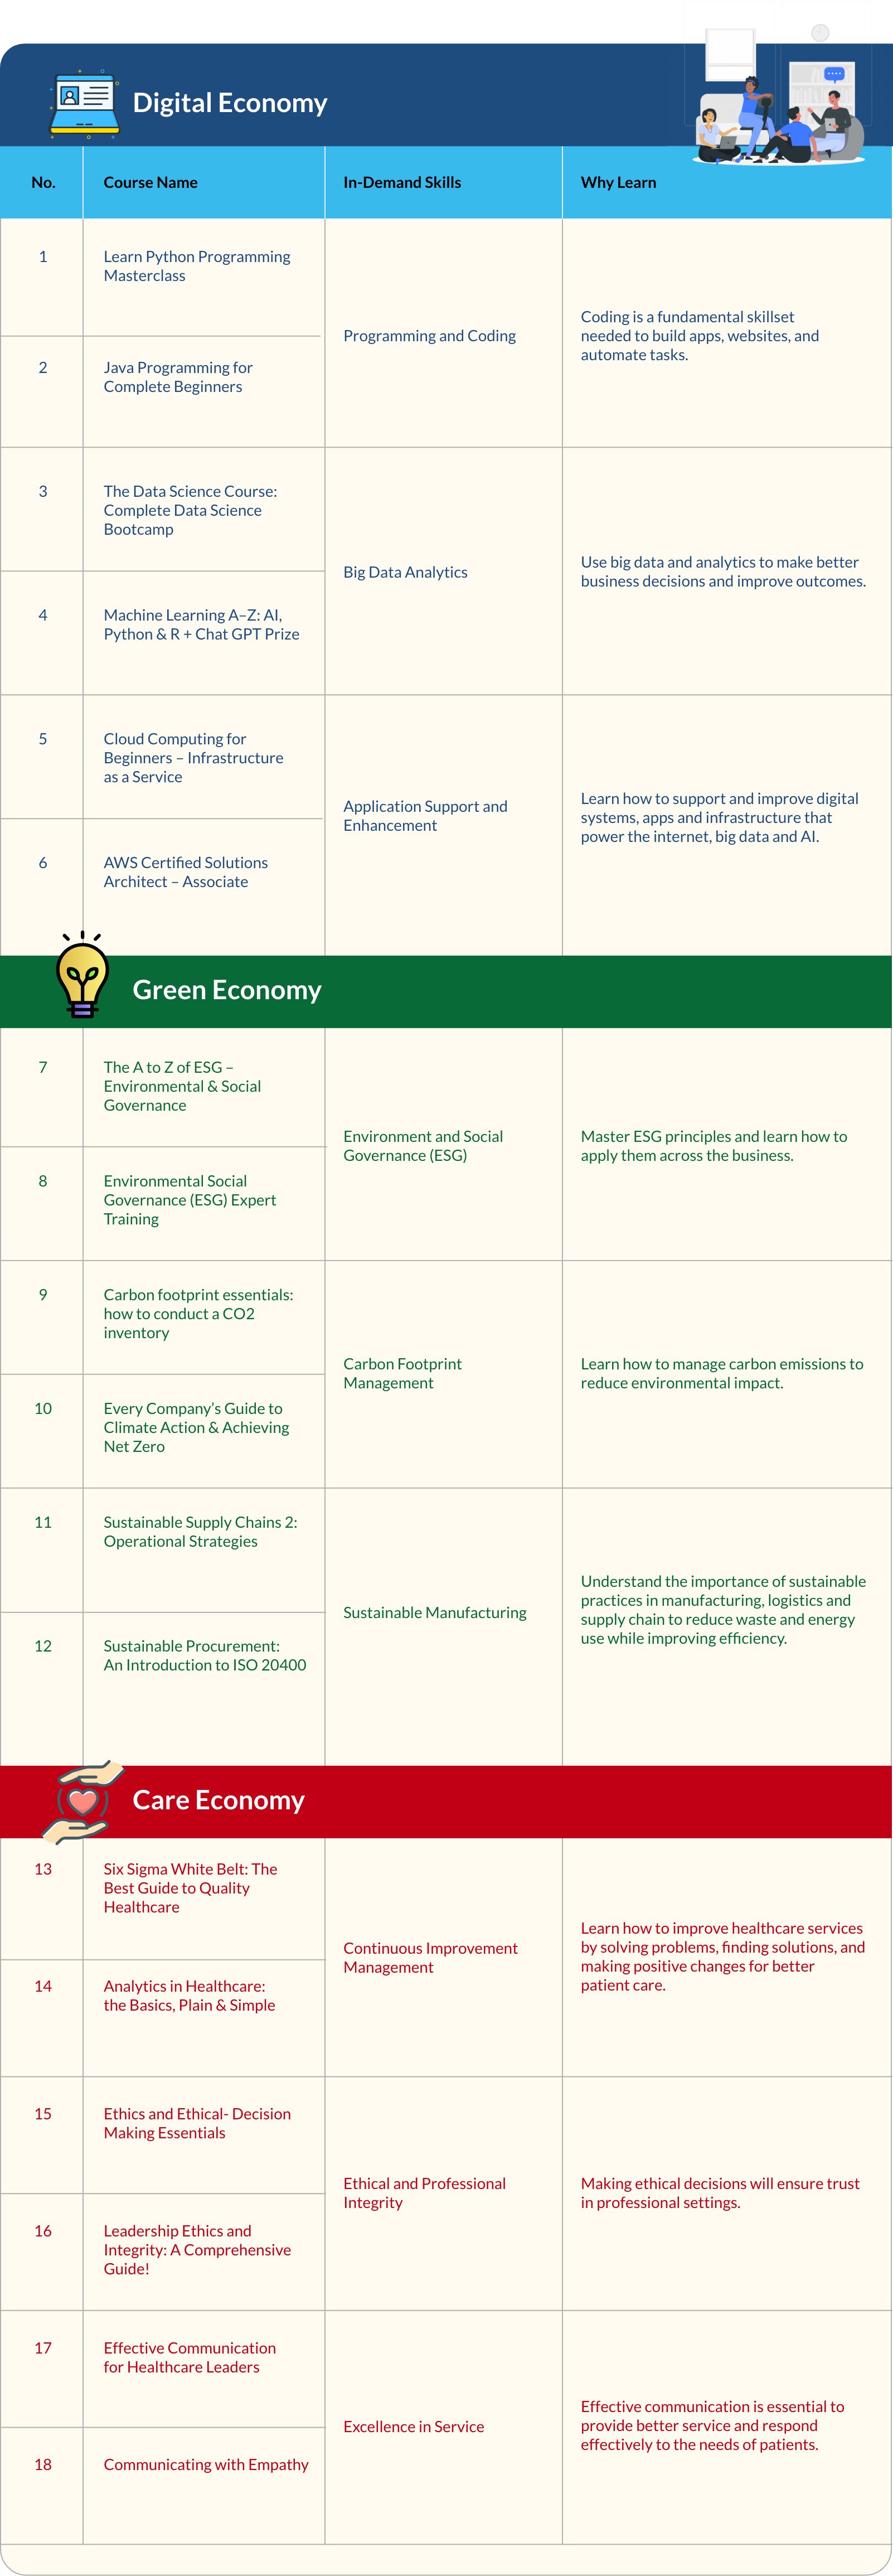 Digital Economy
No.
Course Name
In-Demand Skills
Why Learn
1
Learn Python Programming
Masterclass
2
Java Programming for
Complete Beginners
Programming and Coding
Coding is a fundamental skillset
needed to build apps, websites, and
automate tasks.
3
The Data Science Course:
Complete Data Science
Bootcamp
4
Machine Learning A–Z: AI,
Python & R + Chat GPT Prize
Big Data Analytics
Use big data and analytics to make better
business decisions and improve outcomes.
5
Cloud Computing for
Beginners – Infrastructure
as a Service
6
AWS Certified Solutions
Architect – Associate
Application Support and
Enhancement
Learn how to support and improve digital
systems, apps and infrastructure that
power the internet, big data and AI.
Green Economy
7
The A to Z of ESG –
Environmental & Social
Governance
8
Environmental Social
Governance (ESG) Expert
Training
Environment and Social
Governance (ESG)
Master ESG principles and learn how to
apply them across the business.
9
Carbon footprint essentials:
how to conduct a CO2
inventory
10
Every Company’s Guide to
Climate Action & Achieving
Net Zero
Carbon Footprint
Management
Learn how to manage carbon emissions to
reduce environmental impact.
11
Sustainable Supply Chains 2:
Operational Strategies
12
Sustainable Procurement:
An Introduction to ISO 20400
Sustainable Manufacturing
Understand the importance of sustainable
practices in manufacturing, logistics and
supply chain to reduce waste and energy
use while improving efficiency.
Care Economy
13
Six Sigma White Belt: The
Best Guide to Quality
Healthcare
14
Analytics in Healthcare:
the Basics, Plain & Simple
Continuous Improvement
Management
Learn how to improve healthcare services
by solving problems, finding solutions, and
making positive changes for better
patient care.
15
Ethics and Ethical- Decision
Making Essentials
16
Leadership Ethics and
Integrity: A Comprehensive
Guide!
Ethical and Professional
Integrity
Making ethical decisions will ensure trust
in professional settings.
17
Effective Communication
for Healthcare Leaders
18
Communicating with Empathy
Excellence in Service
Effective communication is essential to
provide better service and respond
effectively to the needs of patients.